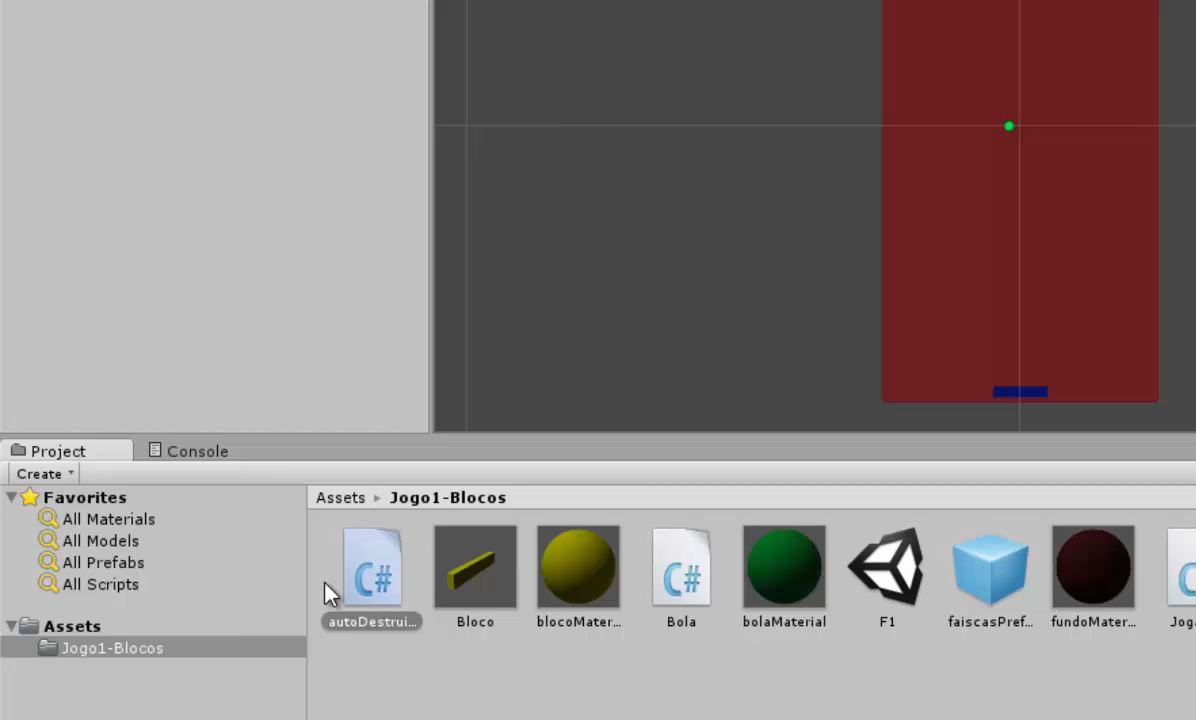 Project
Console
Create
Favorites
All Materials
All Models
All Prefabs
All Scripts
Assets
Jogo1-Blocos
Assets Jogo1-Blocos
C#
C#
autoDestrui...
Bloco
blocoMater...
Bola
bolaMaterial
F1
faiscasPref...
fundoMater...